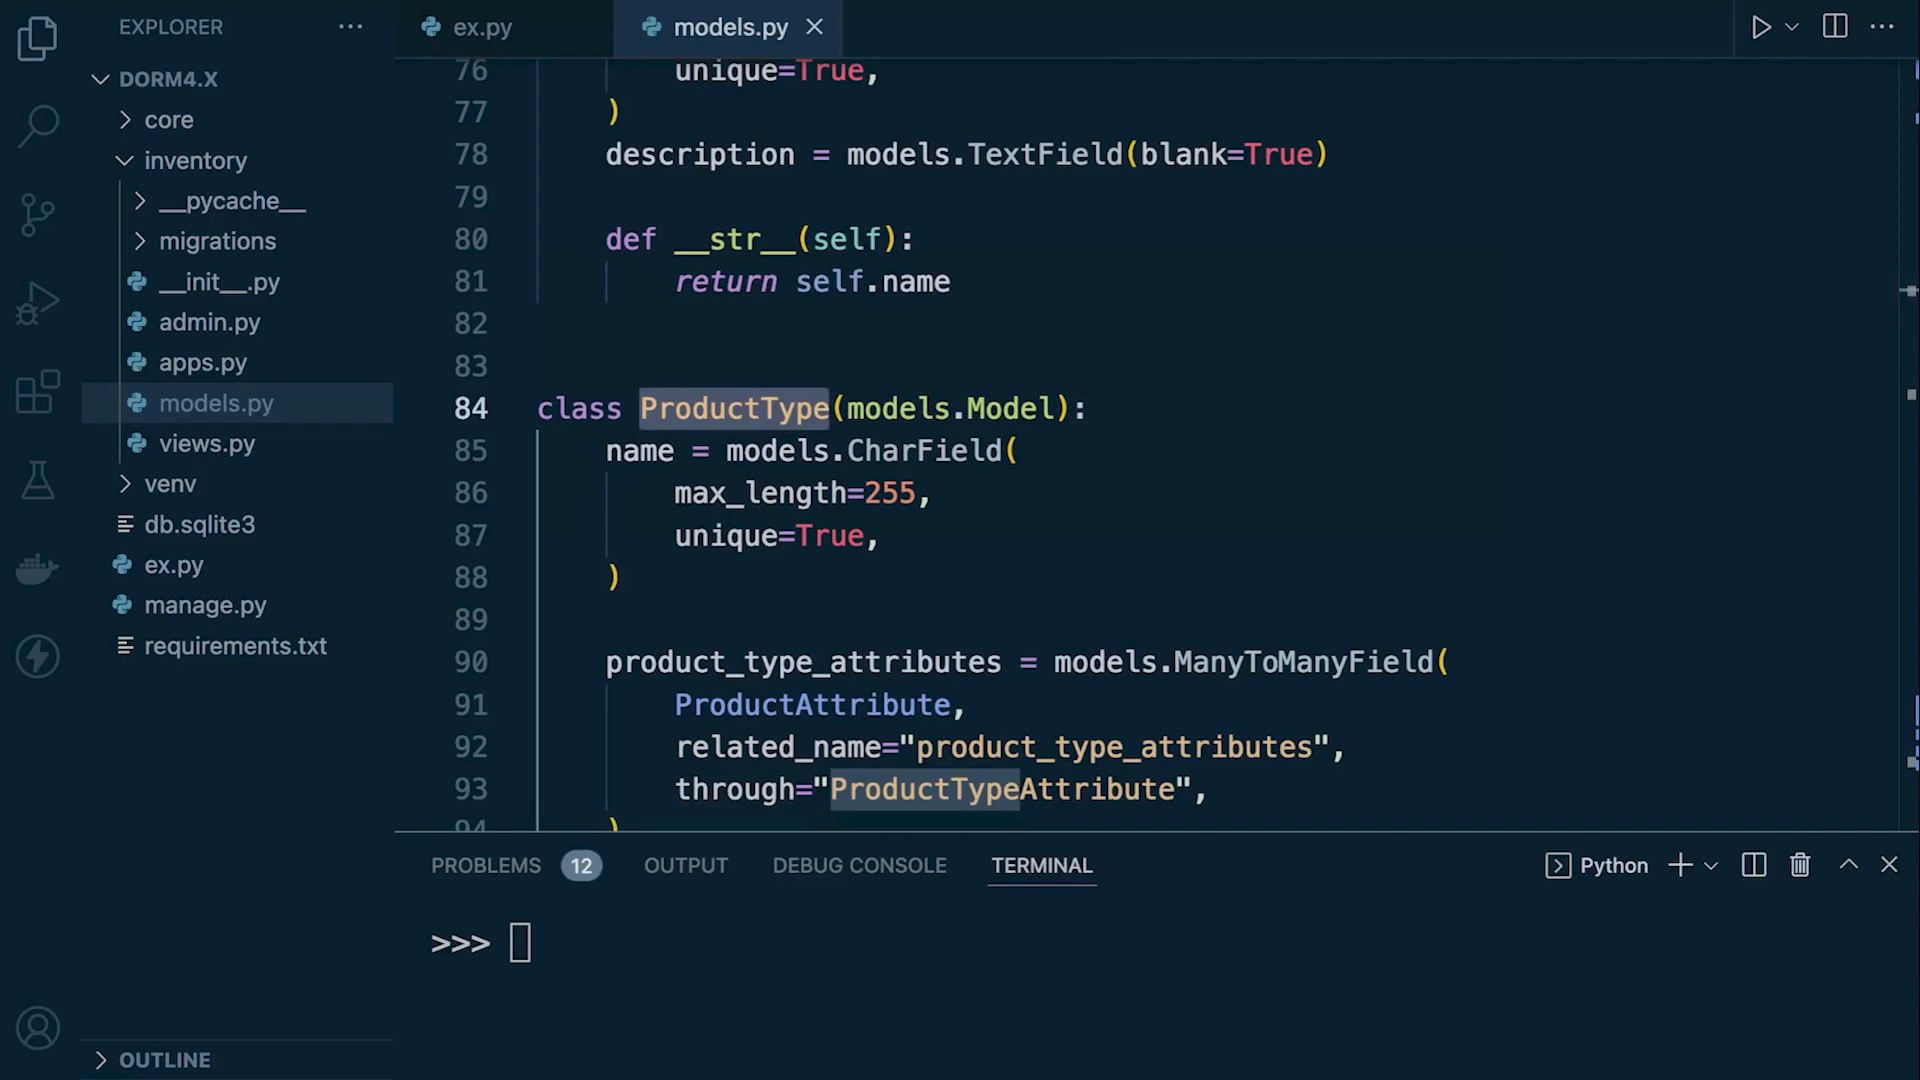 EXPLORER
DORM4.X
core
inventory
__pycache__
migrations
__init__.py
admin.py
apps.py
models.py
views.py
venv
db.sqlite3
ex.py
manage.py
requirements.txt
OUTLINE
ex.py
models.py
76 unique=True,
77 )
78 description = models.TextField(blank=True)
79
80 def __str__(self):
81 return self.name
82
83
84 class ProductType(models.Model):
85 name = models.CharField(
86 max_length=255,
87 unique=True,
88 )
89
90 product_type_attributes = models.ManyToManyField(
91 ProductAttribute,
92 related_name="product_type_attributes",
93 through="ProductTypeAttribute",
94 )
PROBLEMS 12 OUTPUT DEBUG CONSOLE TERMINAL Python
>>>